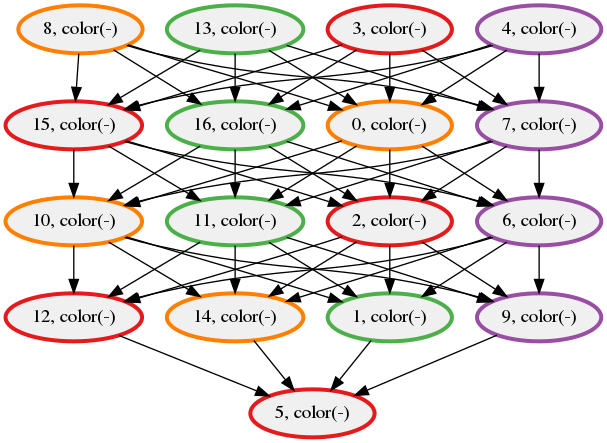 8, color(-) 13, color(-) 3, color(-) 4, color(-)
15, color(-) 16, color(-) 0, color(-) 7, color(-)
10, color(-) 11, color(-) 2, color(-) 6, color(-)
12, color(-) 14, color(-) 1, color(-) 9, color(-)
5, color(-)